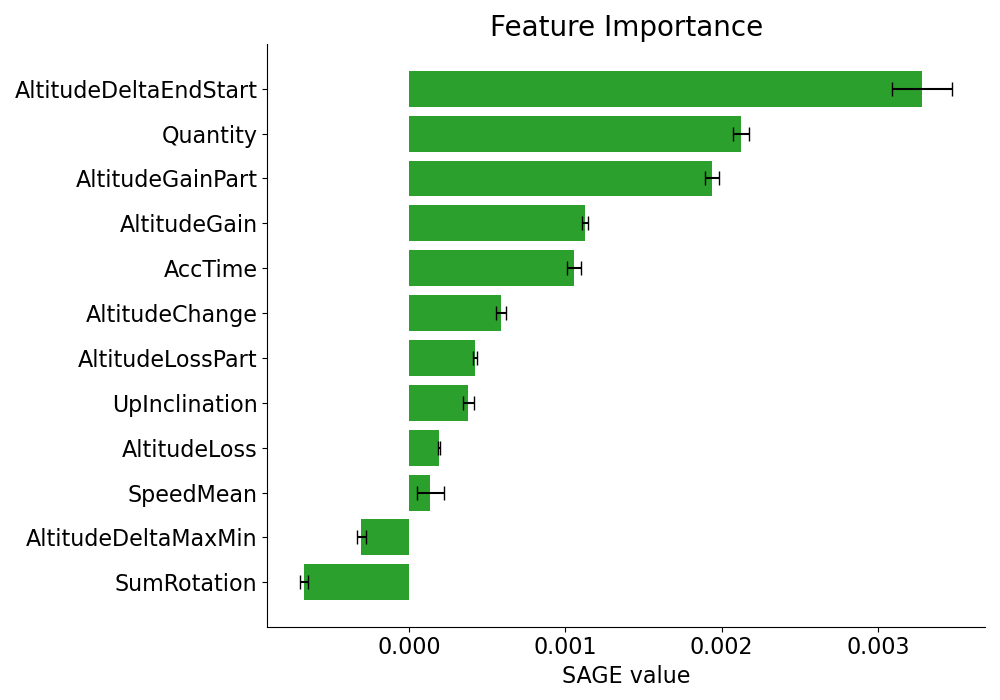 Feature Importance
AltitudeDeltaEndStart
Quantity
AltitudeGainPart
AltitudeGain
AccTime
AltitudeChange
AltitudeLossPart
UpInclination
AltitudeLoss
SpeedMean
AltitudeDeltaMaxMin
SumRotation
0.000 0.001 0.002 0.003
SAGE value